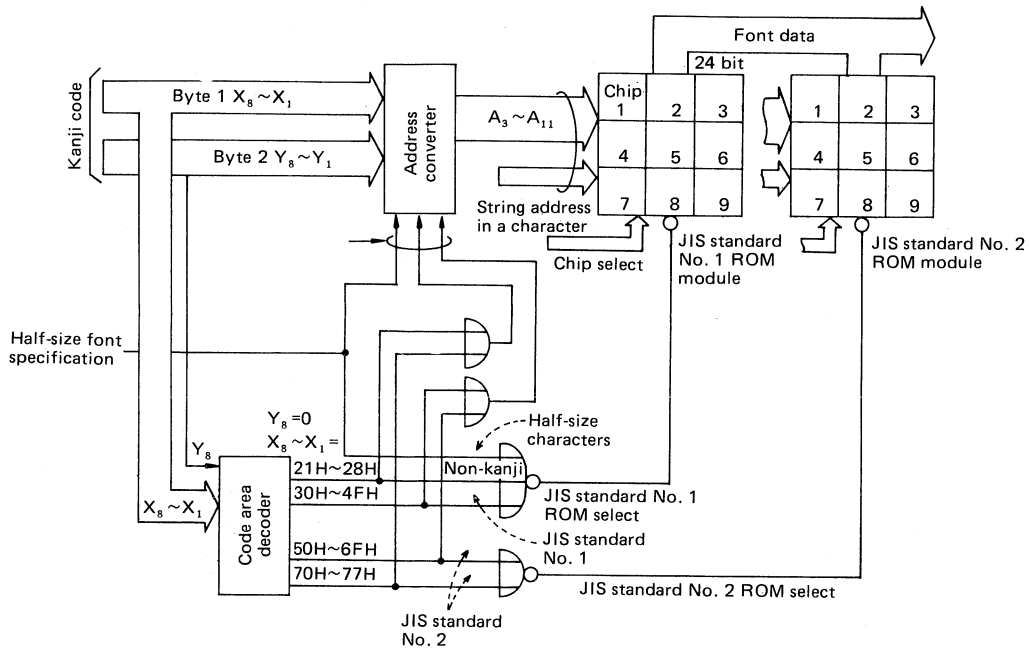 Font data
24 bit
Kanji code
Byte 1 X₈~X₁
Byte 2 Y₈~Y₁
Address
converter
A₃~A₁₁
String address
in a character
Chip select
Chip
1
2
3
4
5
6
7
8
9
1
2
3
4
5
6
7
8
9
JIS standard
No. 1 ROM
module
JIS standard No. 2
ROM module
Half-size font
specification
Y₈=0
X₈~X₁=
Half-size
characters
Y₈
X₈~X₁
Code area
decoder
21H~28H
30H~4FH
50H~6FH
70H~77H
Non-kanji
JIS standard No. 1
ROM select
JIS standard
No. 1
JIS standard No. 2 ROM select
JIS standard
No. 2